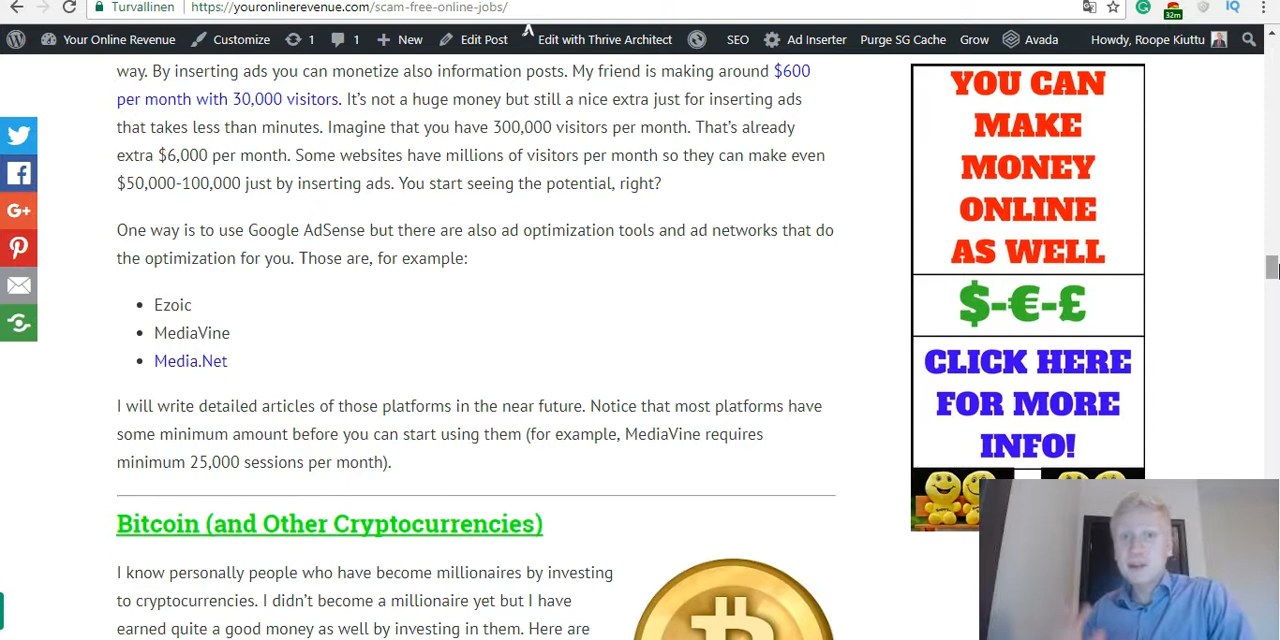 Turvallinen
https://youronlinerevenue.com/scam-free-online-jobs/
32m
IQ
Your Online Revenue
Customize
1
1
New
Edit Post
Edit with Thrive Architect
SEO
Ad Inserter
Purge SG Cache
Grow
Avada
Howdy, Roope Kiuttu
way. By inserting ads you can monetize also information posts. My friend is making around $600
per month with 30,000 visitors. It’s not a huge money but still a nice extra just for inserting ads
that takes less than minutes. Imagine that you have 300,000 visitors per month. That’s already
extra $6,000 per month. Some websites have millions of visitors per month so they can make even
$50,000-100,000 just by inserting ads. You start seeing the potential, right?
One way is to use Google AdSense but there are also ad optimization tools and ad networks that do
the optimization for you. Those are, for example:
Ezoic
MediaVine
Media.Net
I will write detailed articles of those platforms in the near future. Notice that most platforms have
some minimum amount before you can start using them (for example, MediaVine requires
minimum 25,000 sessions per month).
Bitcoin (and Other Cryptocurrencies)
I know personally people who have become millionaires by investing
to cryptocurrencies. I didn’t become a millionaire yet but I have
earned quite a good money as well by investing in them. Here are
G+
YOU CAN
MAKE
MONEY
ONLINE
AS WELL
$-€-£
CLICK HERE
FOR MORE
INFO!